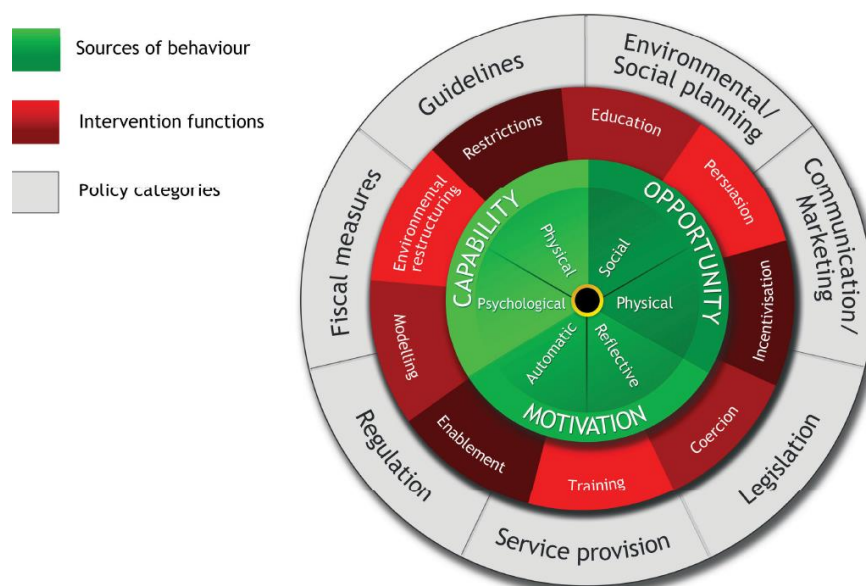 Sources of behaviour
Intervention functions
Policy categories
Guidelines
Environmental/
Social planning
Communication/
Marketing
Legislation
Service provision
Regulation
Fiscal measures
Restrictions
Education
Persuasion
Incentivisation
Coercion
Training
Enablement
Modelling
Environmental
restructuring
CAPABILITY
OPPORTUNITY
MOTIVATION
Physical
Social
Physical
Reflective
Automatic
Psychological